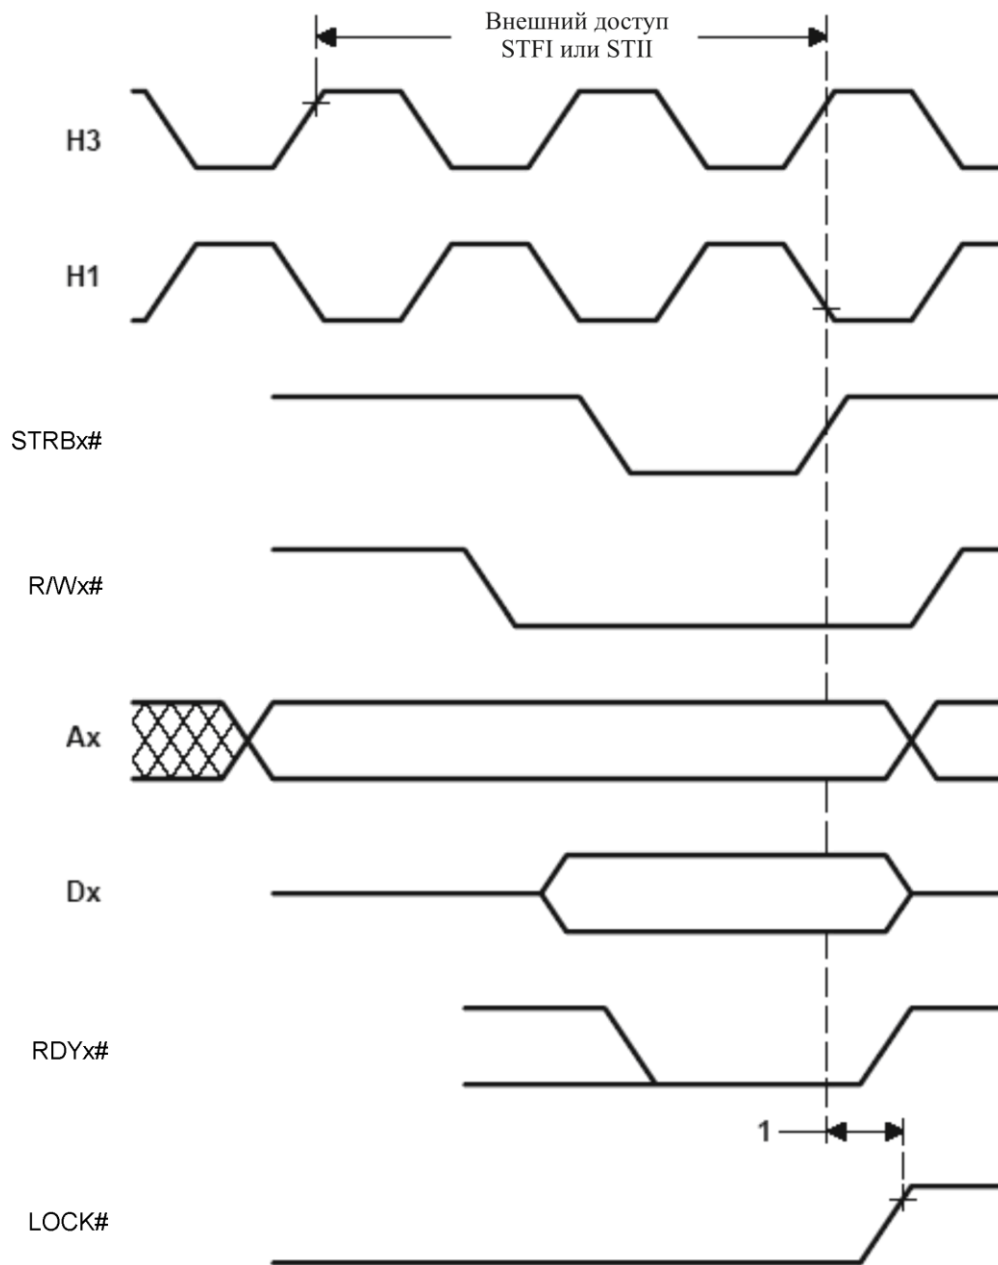 Внешний доступ
STFI или STII
H3
H1
STRBx#
R/Wx#
Ax
Dx
RDYx#
1
LOCK#